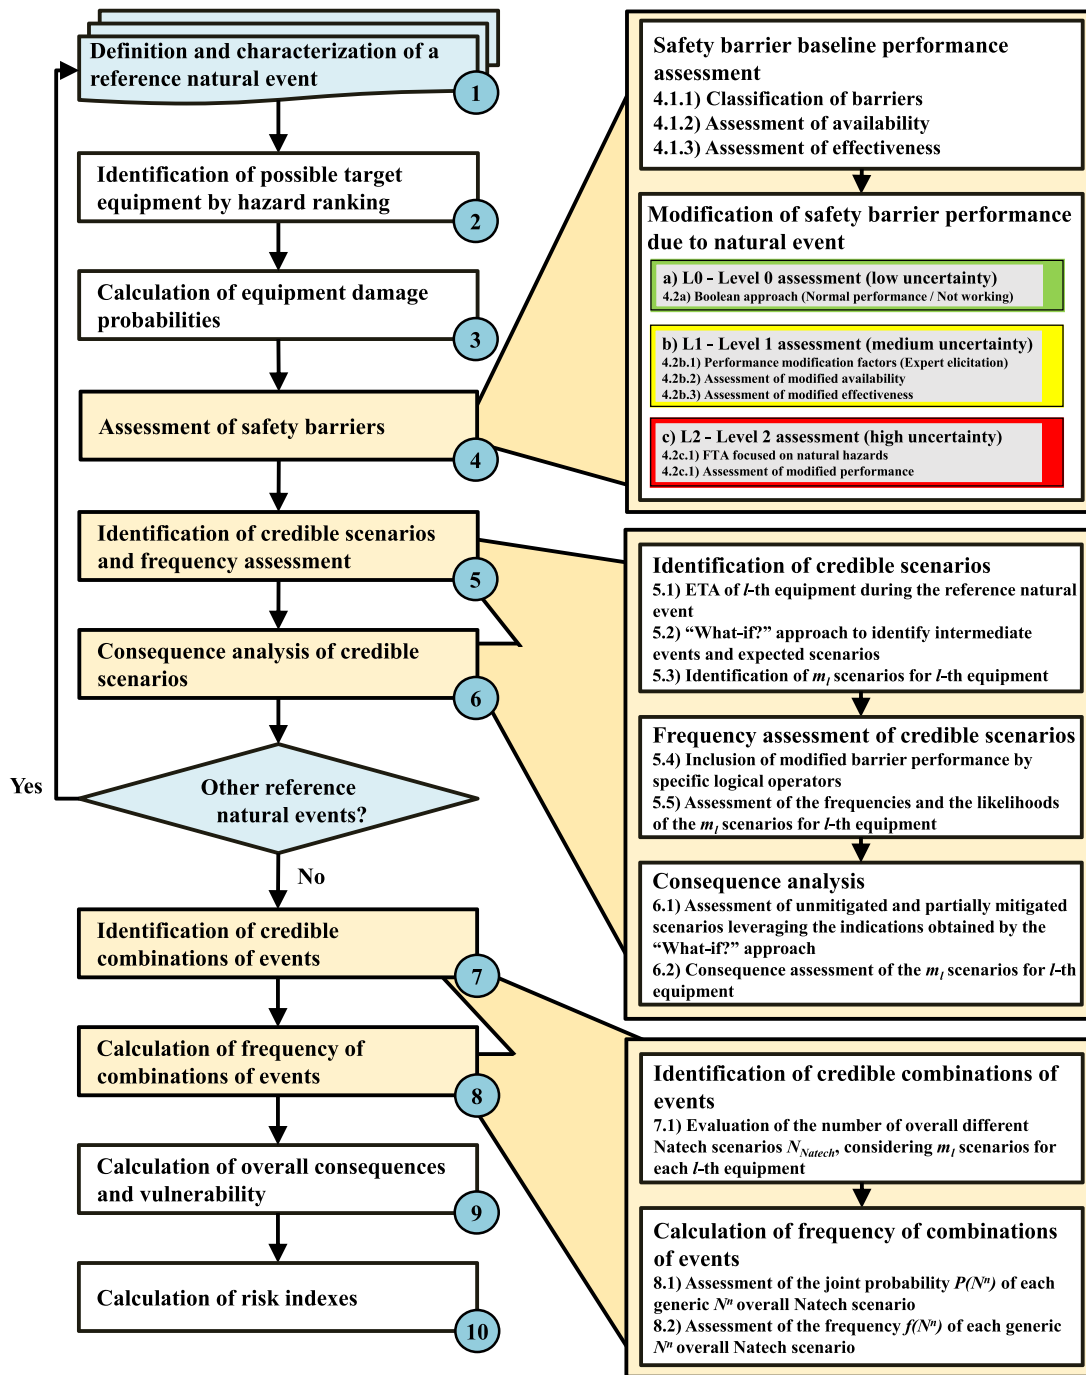 Definition and characterization of a
reference natural event
1
Identification of possible target
equipment by hazard ranking
2
Calculation of equipment damage
probabilities
3
Assessment of safety barriers
4
Identification of credible scenarios
and frequency assessment
5
Consequence analysis of credible
scenarios
6
Yes
Other reference
natural events?
No
Identification of credible
combinations of events
7
Calculation of frequency of
combinations of events
8
Calculation of overall consequences
and vulnerability
9
Calculation of risk indexes
10
Safety barrier baseline performance
assessment
4.1.1) Classification of barriers
4.1.2) Assessment of availability
4.1.3) Assessment of effectiveness
Modification of safety barrier performance
due to natural event
a) L0 - Level 0 assessment (low uncertainty)
4.2a) Boolean approach (Normal performance / Not working)
b) L1 - Level 1 assessment (medium uncertainty)
4.2b.1) Performance modification factors (Expert elicitation)
4.2b.2) Assessment of modified availability
4.2b.3) Assessment of modified effectiveness
c) L2 - Level 2 assessment (high uncertainty)
4.2c.1) FTA focused on natural hazards
4.2c.1) Assessment of modified performance
Identification of credible scenarios
5.1) ETA of l-th equipment during the reference natural
event
5.2) “What-if?” approach to identify intermediate
events and expected scenarios
5.3) Identification of mₗ scenarios for l-th equipment
Frequency assessment of credible scenarios
5.4) Inclusion of modified barrier performance by
specific logical operators
5.5) Assessment of the frequencies and the likelihoods
of the mₗ scenarios for l-th equipment
Consequence analysis
6.1) Assessment of unmitigated and partially mitigated
scenarios leveraging the indications obtained by the
“What-if?” approach
6.2) Consequence assessment of the mₗ scenarios for l-th
equipment
Identification of credible combinations of
events
7.1) Evaluation of the number of overall different
Natech scenarios N_Natech, considering mₗ scenarios for
each l-th equipment
Calculation of frequency of combinations
of events
8.1) Assessment of the joint probability P(Nⁿ) of each
generic Nⁿ overall Natech scenario
8.2) Assessment of the frequency f(Nⁿ) of each generic
Nⁿ overall Natech scenario